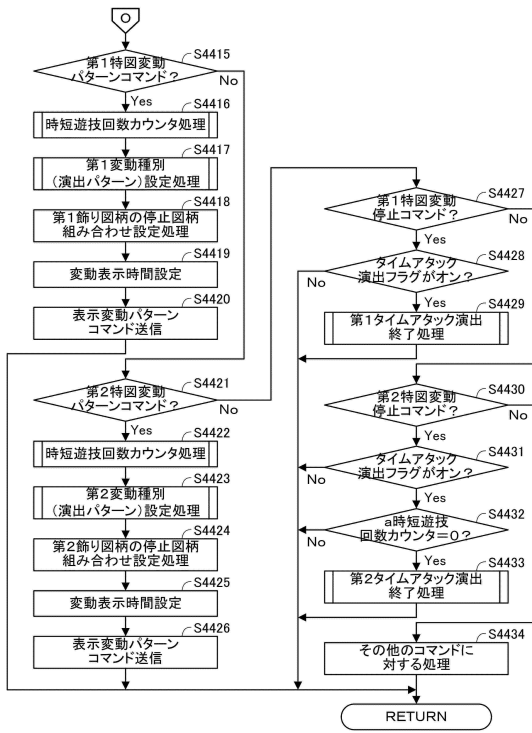 O
第1特図変動
パターンコマンド?
S4415
No
Yes
S4416
時短遊技回数カウンタ処理
S4417
第1変動種別
(演出パターン)設定処理
S4418
第1飾り図柄の停止図柄
組み合わせ設定処理
S4419
変動表示時間設定
S4420
表示変動パターン
コマンド送信
S4421
第2特図変動
パターンコマンド?
No
Yes
S4422
時短遊技回数カウンタ処理
S4423
第2変動種別
(演出パターン)設定処理
S4424
第2飾り図柄の停止図柄
組み合わせ設定処理
S4425
変動表示時間設定
S4426
表示変動パターン
コマンド送信
S4427
第1特図変動
停止コマンド?
No
Yes
S4428
タイムアタック
演出フラグがオン?
No
Yes
S4429
第1タイムアタック演出
終了処理
S4430
第2特図変動
停止コマンド?
No
Yes
S4431
タイムアタック
演出フラグがオン?
No
Yes
S4432
a時短遊技
回数カウンタ=0?
No
Yes
S4433
第2タイムアタック演出
終了処理
S4434
その他のコマンドに
対する処理
RETURN